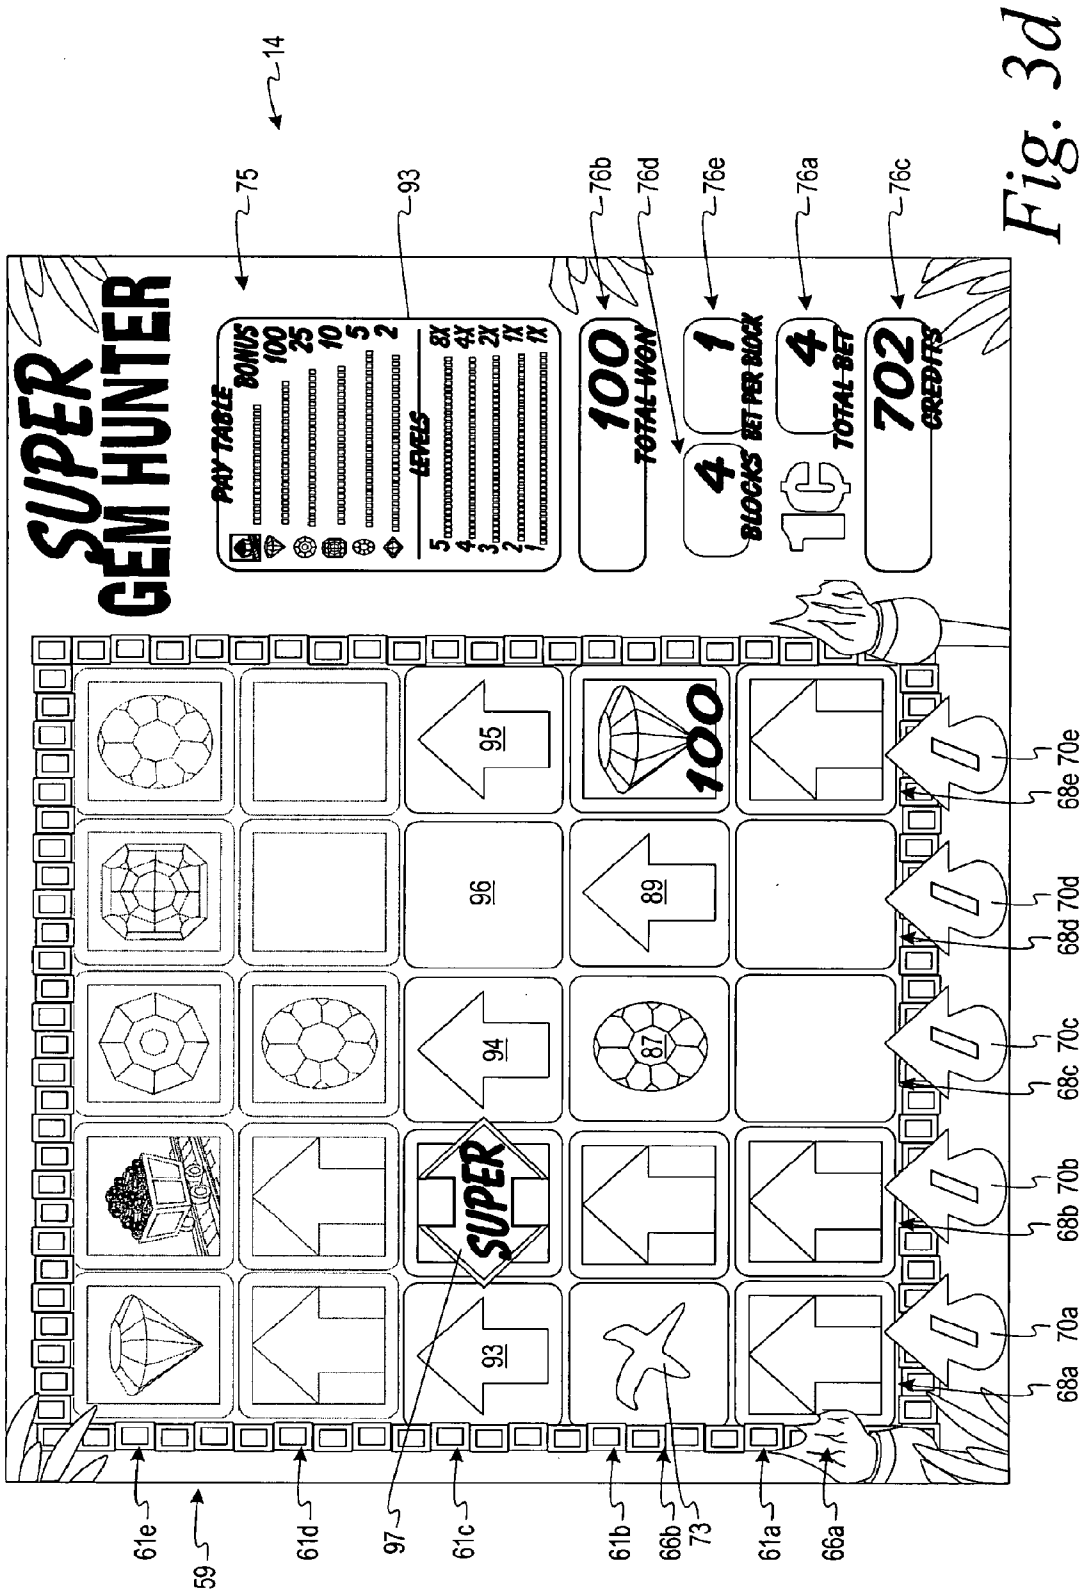 SUPER
GEM HUNTER
14
75
PAY TABLE
BONUS
100
25
10
5
2
LEVELS
5 8X
4 4X
3 2X
2 1X
1 1X
93
100
TOTAL WON
76b
76d
4
BLOCKS
1
BET PER BLOCK
76e
1¢
4
TOTAL BET
76a
702
CREDITS
76c
61e
59
61d
97
61c
93
SUPER
94
96
95
61b
66b
73
87
89
100
61a
66a
68a
70a
68b
70b
68c
70c
68d
70d
68e
70e
Fig. 3d